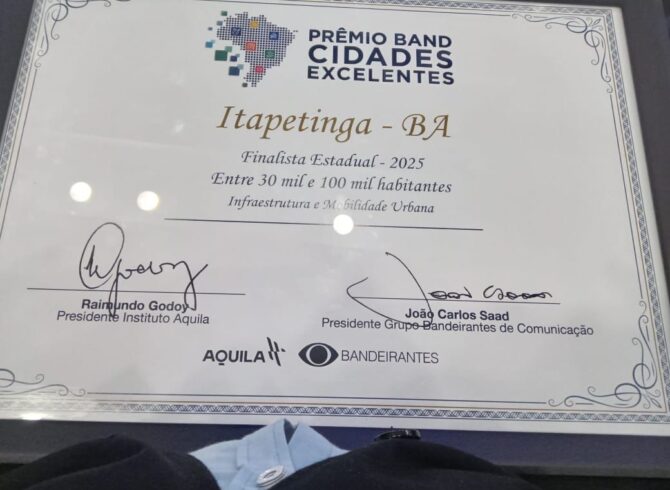 PRÊMIO BAND
CIDADES
EXCELENTES
Itapetinga - BA
Finalista Estadual - 2025
Entre 30 mil e 100 mil habitantes
Infraestrutura e Mobilidade Urbana
Raimundo Godoy
Presidente Instituto Aquila
João Carlos Saad
Presidente Grupo Bandeirantes de Comunicação
AQUILA
BANDEIRANTES